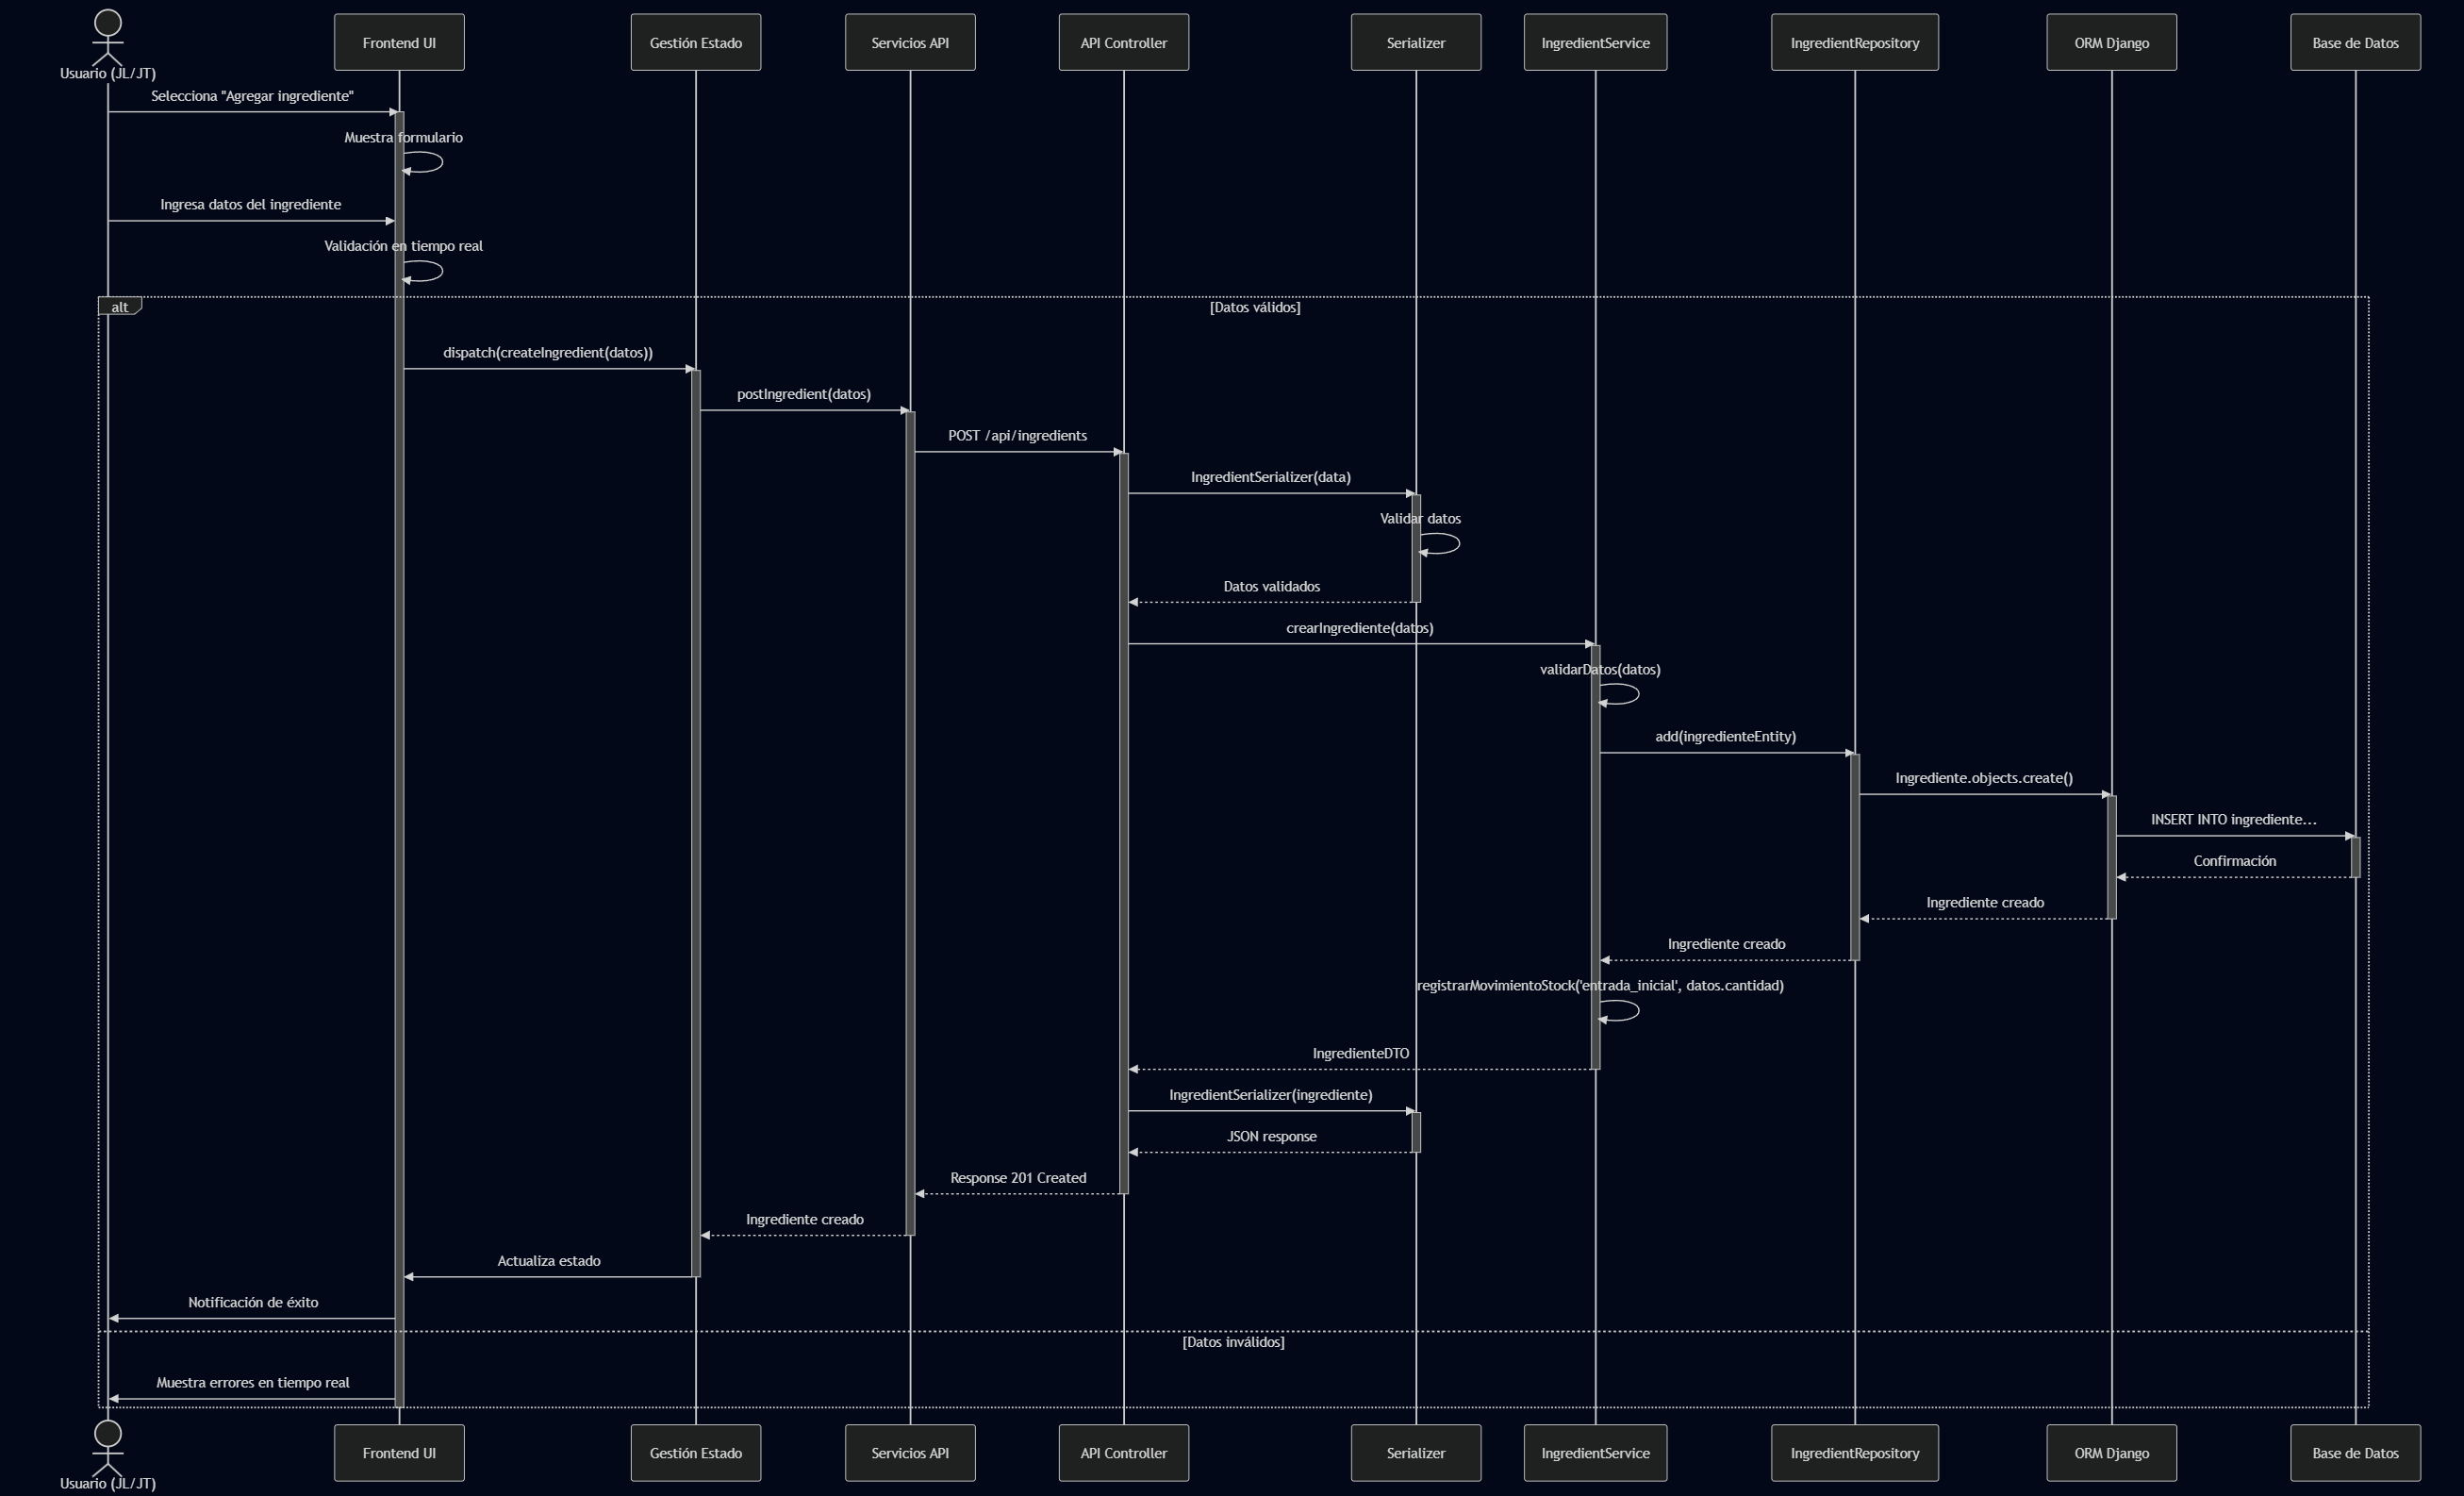 Usuario (JL/JT)
Frontend UI
Gestión Estado
Servicios API
API Controller
Serializer
IngredientService
IngredientRepository
ORM Django
Base de Datos
Selecciona "Agregar ingrediente"
Muestra formulario
Ingresa datos del ingrediente
Validación en tiempo real
alt
[Datos válidos]
dispatch(createIngredient(datos))
postIngredient(datos)
POST /api/ingredients
IngredientSerializer(data)
Validar datos
Datos validados
crearIngrediente(datos)
validarDatos(datos)
add(ingredienteEntity)
Ingrediente.objects.create()
INSERT INTO ingrediente...
Confirmación
Ingrediente creado
Ingrediente creado
registrarMovimientoStock('entrada_inicial', datos.cantidad)
IngredienteDTO
IngredientSerializer(ingrediente)
JSON response
Response 201 Created
Ingrediente creado
Actualiza estado
Notificación de éxito
[Datos inválidos]
Muestra errores en tiempo real
Usuario (JL/JT)
Frontend UI
Gestión Estado
Servicios API
API Controller
Serializer
IngredientService
IngredientRepository
ORM Django
Base de Datos